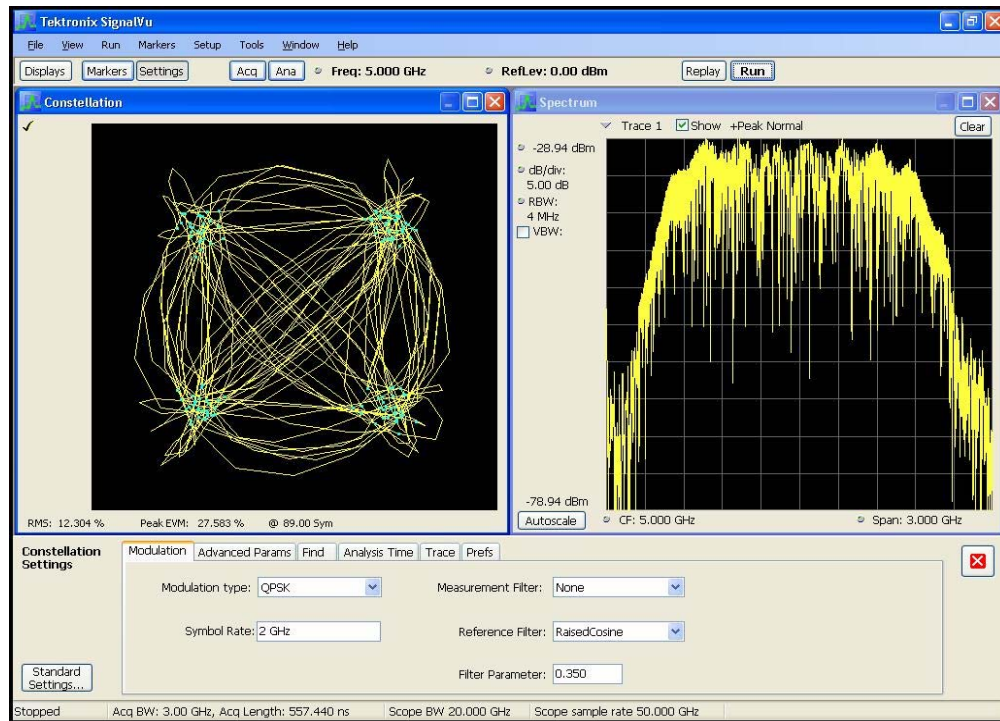 Tektronix SignalVu
File View Run Markers Setup Tools Window Help
Displays Markers Settings Acq Ana Freq: 5.000 GHz RefLev: 0.00 dBm Replay Run
Constellation
RMS: 12.304 % Peak EVM: 27.583 % @ 89.00 Sym
Spectrum
Trace 1 Show +Peak Normal Clear
-28.94 dBm
dB/div:
5.00 dB
RBW:
4 MHz
VBW:
-78.94 dBm
Autoscale CF: 5.000 GHz Span: 3.000 GHz
Constellation
Settings
Modulation Advanced Params Find Analysis Time Trace Prefs
Modulation type: QPSK Measurement Filter: None
Symbol Rate: 2 GHz Reference Filter: RaisedCosine
Filter Parameter: 0.350
Standard
Settings...
Stopped Acq BW: 3.00 GHz, Acq Length: 557.440 ns Scope BW 20.000 GHz Scope sample rate 50.000 GHz